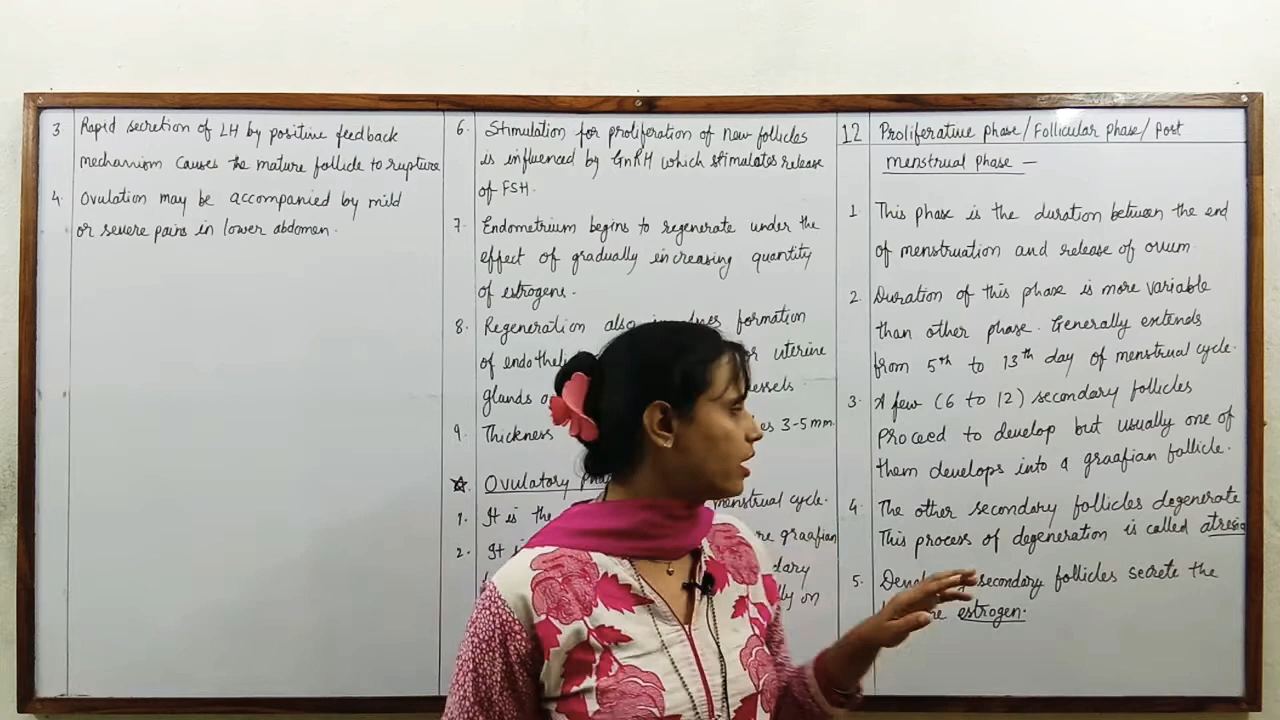 3 Rapid secretion of LH by positive feedback
mechanism causes the mature follicle to rupture
4. Ovulation may be accompanied by mild
or severe pains in lower abdomen.
6. Stimulation for proliferation of new follicles
is influenced by GnRH which stimulates release
of FSH.
7. Endometrium begins to regenerate under the
effect of gradually increasing quantity
of estrogene.
8. Regeneration also formation
of uterine
glands
9. Thickness 3-5mm.
☆. Ovulatory menstrual cycle.
1. It is the
2. graafian
on
12 Proliferative phase/Follicular phase/Post
menstrual phase —
1. This phase is the duration between the end
of menstruation and release of ovum.
2. Duration of this phase is more variable
than other phase. Generally extends
from 5th to 13th day of menstrual cycle.
3. A few (6 to 12) secondary follicles
proceed to develop but usually one of
them develops into a graafian follicle.
4. The other secondary follicles degenerate
This process of degeneration is called atresia
5. secondary follicles secrete the
estrogen.